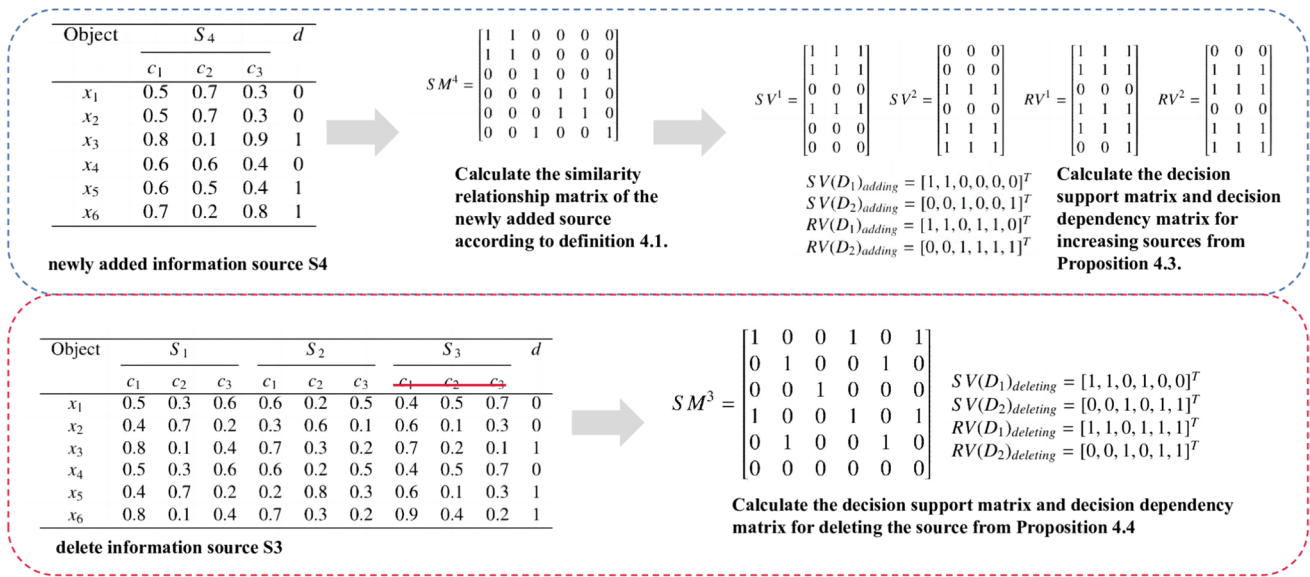 Object S4 d
c1 c2 c3
x1 0.5 0.7 0.3 0
x2 0.5 0.7 0.3 0
x3 0.8 0.1 0.9 1
x4 0.6 0.6 0.4 0
x5 0.6 0.5 0.4 1
x6 0.7 0.2 0.8 1
newly added information source S4
SM^4 =
1 1 0 0 0 0
1 1 0 0 0 0
0 0 1 0 0 1
0 0 0 1 1 0
0 0 0 1 1 0
0 0 1 0 0 1
Calculate the similarity
relationship matrix of the
newly added source
according to definition 4.1.
SV^1 =
1 1 1
1 1 1
0 0 0
1 1 1
0 0 0
0 0 0
SV^2 =
0 0 0
0 0 0
1 1 1
0 0 0
1 1 1
1 1 1
RV^1 =
1 1 1
1 1 1
0 0 0
1 1 1
1 1 1
0 0 0
RV^2 =
0 0 0
1 1 1
1 1 1
0 0 0
1 1 1
1 1 1
SV(D1)adding = [1, 1, 0, 0, 0, 0]^T
SV(D2)adding = [0, 0, 1, 0, 0, 1]^T
RV(D1)adding = [1, 1, 0, 1, 1, 0]^T
RV(D2)adding = [0, 0, 1, 1, 1, 1]^T
Calculate the decision
support matrix and decision
dependency matrix for
increasing sources from
Proposition 4.3.
Object S1 S2 S3 d
c1 c2 c3 c1 c2 c3 c1 c2 c3
x1 0.5 0.3 0.6 0.6 0.2 0.5 0.4 0.5 0.7 0
x2 0.4 0.7 0.2 0.3 0.6 0.1 0.6 0.1 0.3 0
x3 0.8 0.1 0.4 0.7 0.3 0.2 0.7 0.2 0.1 1
x4 0.5 0.3 0.6 0.6 0.2 0.5 0.4 0.5 0.7 0
x5 0.4 0.7 0.2 0.2 0.8 0.3 0.6 0.1 0.3 1
x6 0.8 0.1 0.4 0.7 0.3 0.2 0.9 0.4 0.2 1
delete information source S3
SM^3 =
1 0 0 1 0 1
0 1 0 0 1 0
0 0 1 0 0 0
1 0 0 1 0 1
0 1 0 0 1 0
0 0 0 0 0 0
SV(D1)deleting = [1, 1, 0, 1, 0, 0]^T
SV(D2)deleting = [0, 0, 1, 0, 1, 1]^T
RV(D1)deleting = [1, 1, 0, 1, 1, 1]^T
RV(D2)deleting = [0, 0, 1, 0, 1, 1]^T
Calculate the decision support matrix and decision dependency
matrix for deleting the source from Proposition 4.4